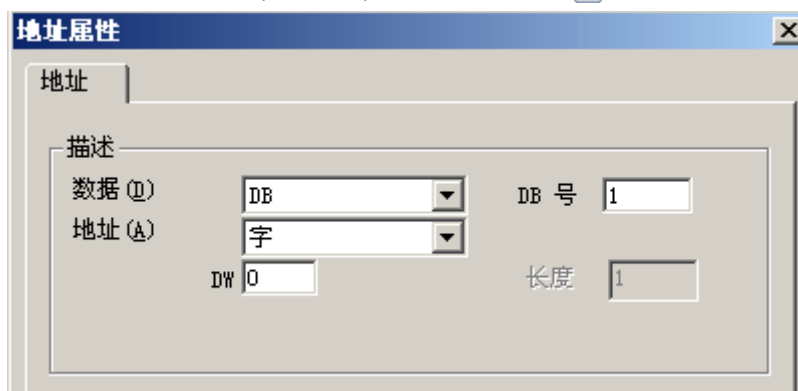 地址属性
地址
描述
数据(D) DB DB 号 1
地址(A) 字
DW 0 长度 1